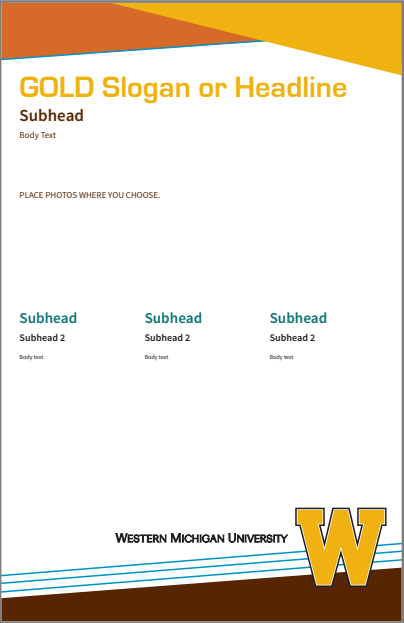 GOLD Slogan or Headline
Subhead
Body Text
PLACE PHOTOS WHERE YOU CHOOSE.
Subhead Subhead Subhead
Subhead 2 Subhead 2 Subhead 2
Body text Body text Body text
WESTERN MICHIGAN UNIVERSITY
W